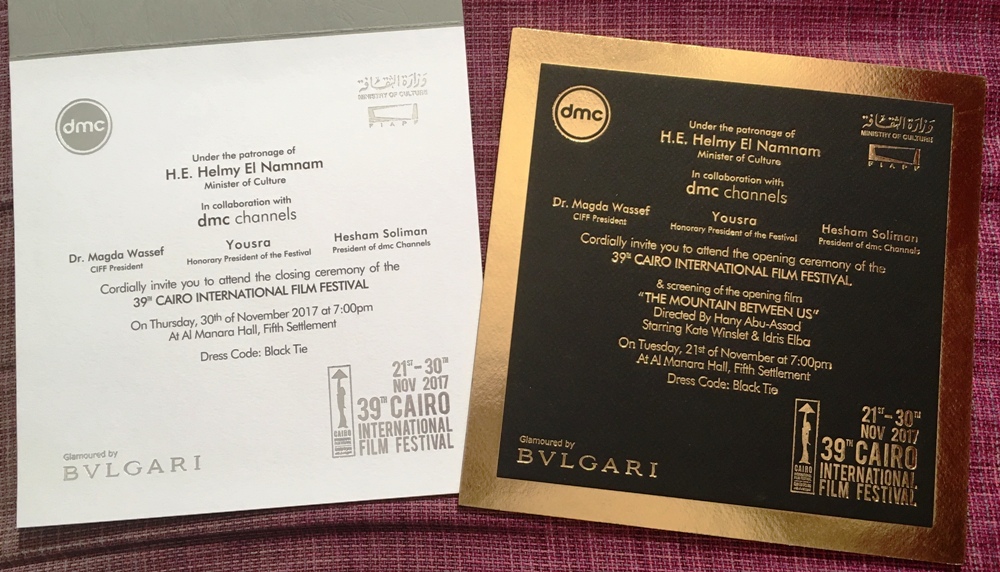 dmc
وزارة الثقافة
MINISTRY OF CULTURE
Under the patronage of
H.E. Helmy El Namnam
Minister of Culture
In collaboration with
dmc channels
Dr. Magda Wassef
CIFF President
Yousra
Honorary President of the Festival
Hesham Soliman
President of dmc Channels
Cordially invite you to attend the closing ceremony of the
39TH CAIRO INTERNATIONAL FILM FESTIVAL
On Thursday, 30th of November 2017 at 7:00pm
At Al Manara Hall, Fifth Settlement
Dress Code: Black Tie
Glamoured by
BVLGARI
CAIRO
21ST-30TH
NOV 2017
39TH CAIRO
INTERNATIONAL
FILM FESTIVAL
dmc
وزارة الثقافة
MINISTRY OF CULTURE
Under the patronage of
H.E. Helmy El Namnam
Minister of Culture
In collaboration with
dmc channels
Dr. Magda Wassef
CIFF President
Yousra
Honorary President of the Festival
Hesham Soliman
President of dmc Channels
Cordially invite you to attend the opening ceremony of the
39TH CAIRO INTERNATIONAL FILM FESTIVAL
& screening of the opening film
"THE MOUNTAIN BETWEEN US"
Directed By Hany Abu-Assad
Starring Kate Winslet & Idris Elba
On Tuesday, 21st of November at 7:00pm
At Al Manara Hall, Fifth Settlement
Dress Code: Black Tie
Glamoured by
BVLGARI
CAIRO
21ST-30TH
NOV 2017
39TH CAIRO
INTERNATIONAL
FILM FESTIVAL